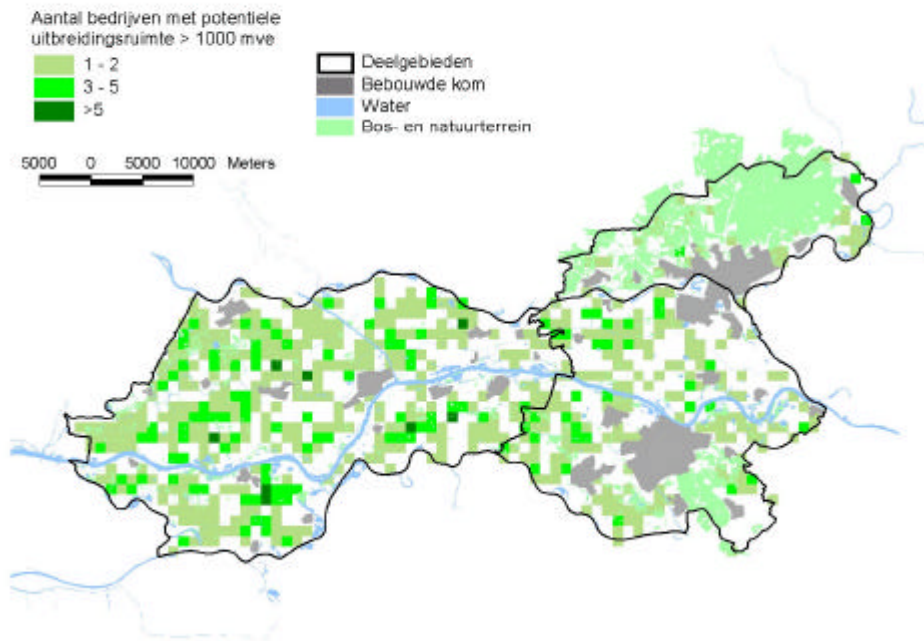 Aantal bedrijven met potentiele
uitbreidingsruimte > 1000 mve
1 - 2
3 - 5
>5
Deelgebieden
Bebouwde kom
Water
Bos- en natuurterrein
5000 0 5000 10000 Meters